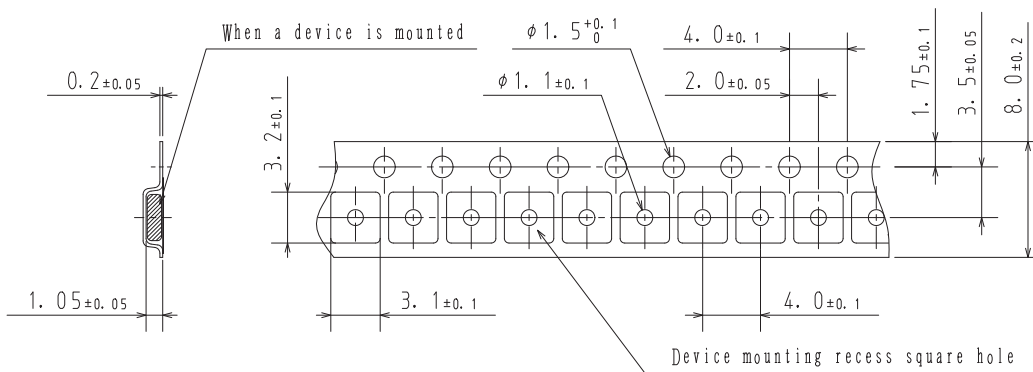 When a device is mounted
φ1.5 +0.1 0
4.0±0.1
0.2±0.05
φ1.1±0.1
2.0±0.05
3.2±0.1
1.75±0.1
3.5±0.05
8.0±0.2
1.05±0.05
3.1±0.1
4.0±0.1
Device mounting recess square hole